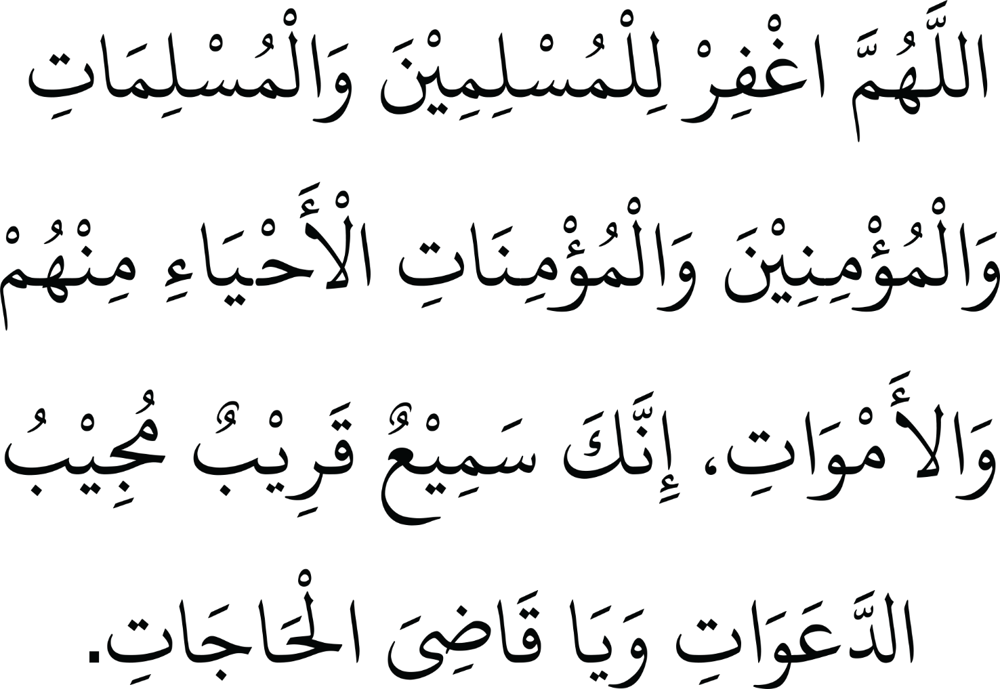 اللَّهُمَّ اغْفِرْ لِلْمُسْلِمِيْنَ وَالْمُسْلِمَاتِ
وَالْمُؤْمِنِيْنَ وَالْمُؤْمِنَاتِ الْأَحْيَاءِ مِنْهُمْ
وَالأَمْوَاتِ، إِنَّكَ سَمِيْعٌ قَرِيْبٌ مُجِيْبُ
الدَّعَوَاتِ وَيَا قَاضِىَ الْحَاجَاتِ.